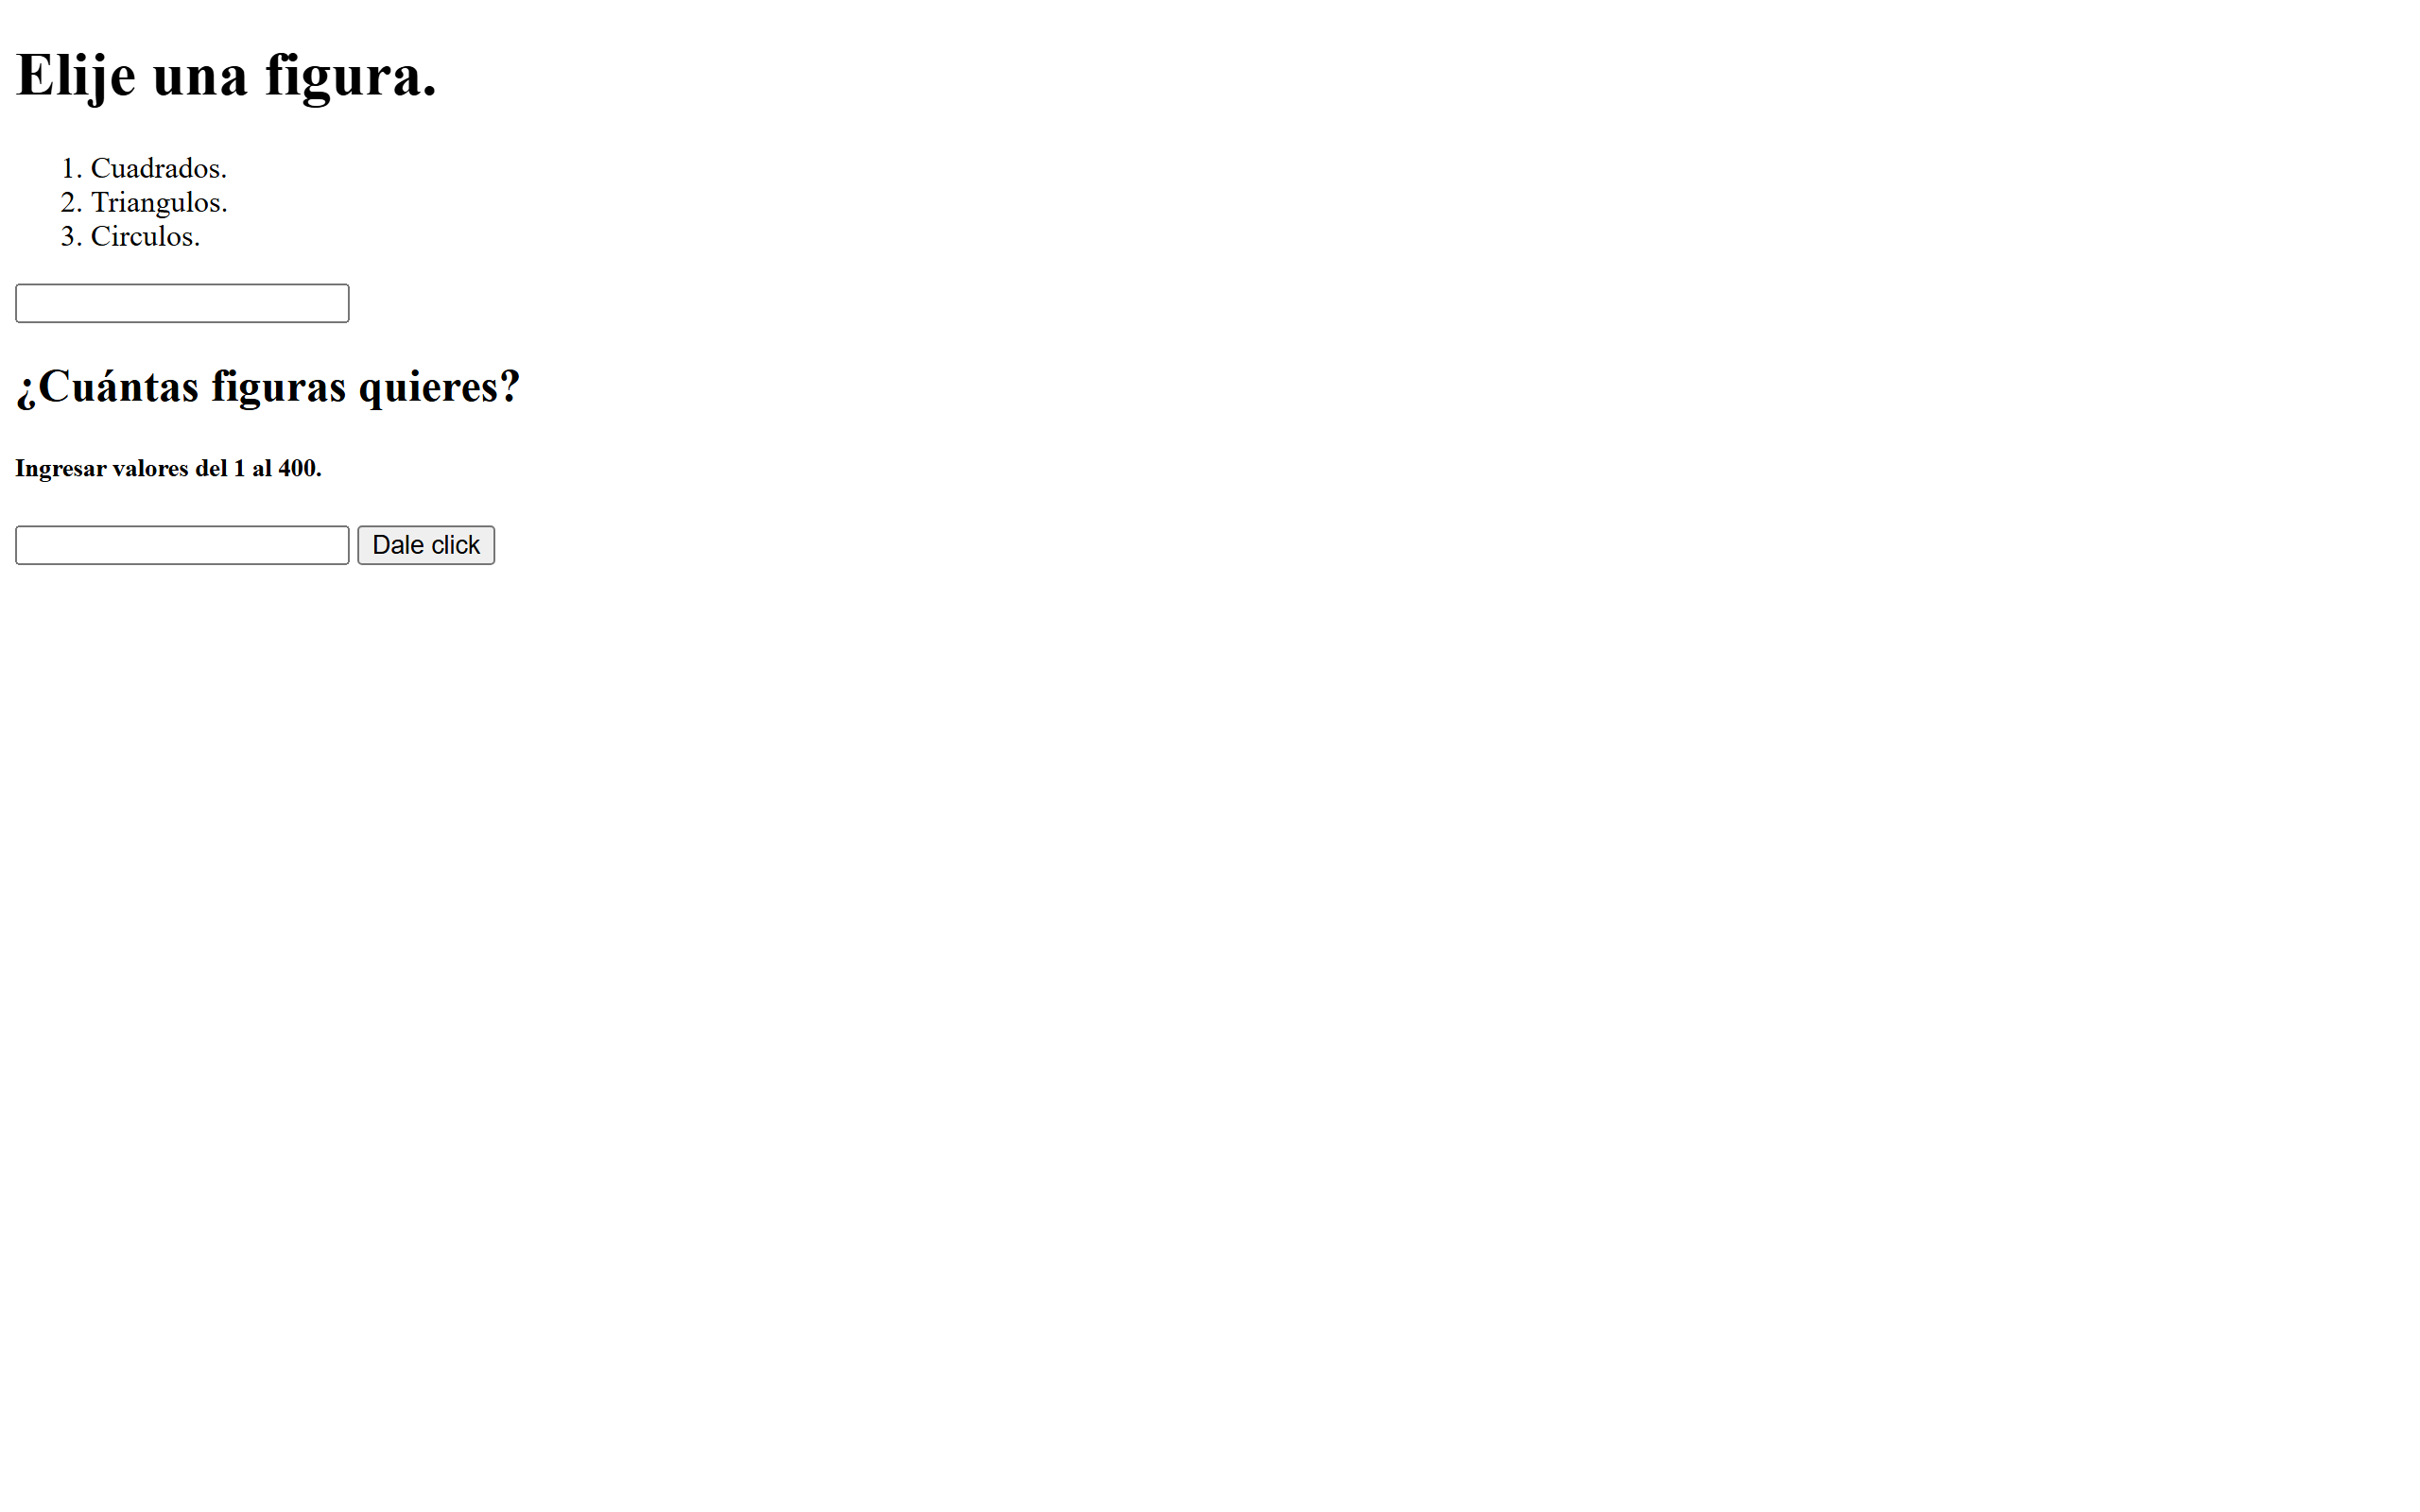 Elije una figura.
1. Cuadrados.
2. Triangulos.
3. Circulos.
¿Cuántas figuras quieres?
Ingresar valores del 1 al 400.
Dale click